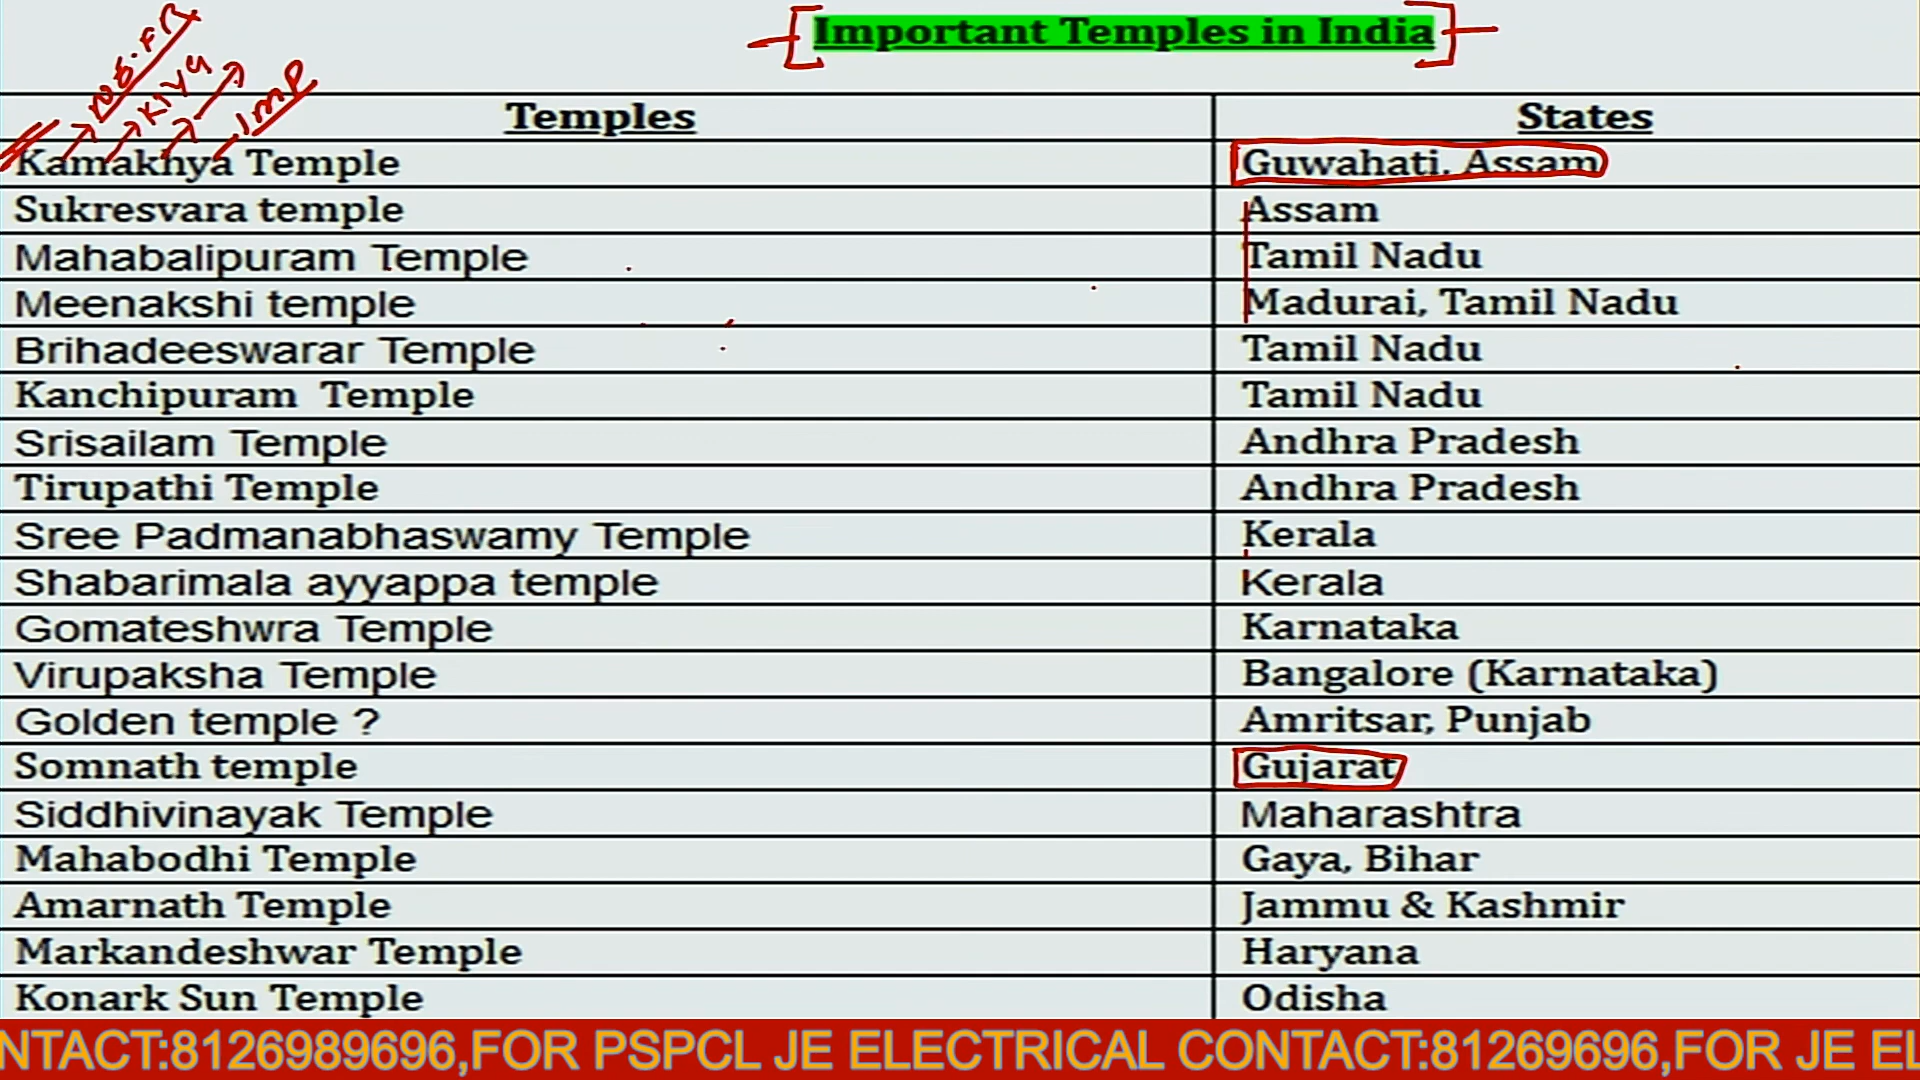 Important Temples in India
Temples States
Kamakhya Temple Guwahati, Assam
Sukresvara temple Assam
Mahabalipuram Temple Tamil Nadu
Meenakshi temple Madurai, Tamil Nadu
Brihadeeswarar Temple Tamil Nadu
Kanchipuram Temple Tamil Nadu
Srisailam Temple Andhra Pradesh
Tirupathi Temple Andhra Pradesh
Sree Padmanabhaswamy Temple Kerala
Shabarimala ayyappa temple Kerala
Gomateshwra Temple Karnataka
Virupaksha Temple Bangalore (Karnataka)
Golden temple ? Amritsar, Punjab
Somnath temple Gujarat
Siddhivinayak Temple Maharashtra
Mahabodhi Temple Gaya, Bihar
Amarnath Temple Jammu & Kashmir
Markandeshwar Temple Haryana
Konark Sun Temple Odisha
NTACT:8126989696,FOR PSPCL JE ELECTRICAL CONTACT:81269696,FOR JE EL
Imp